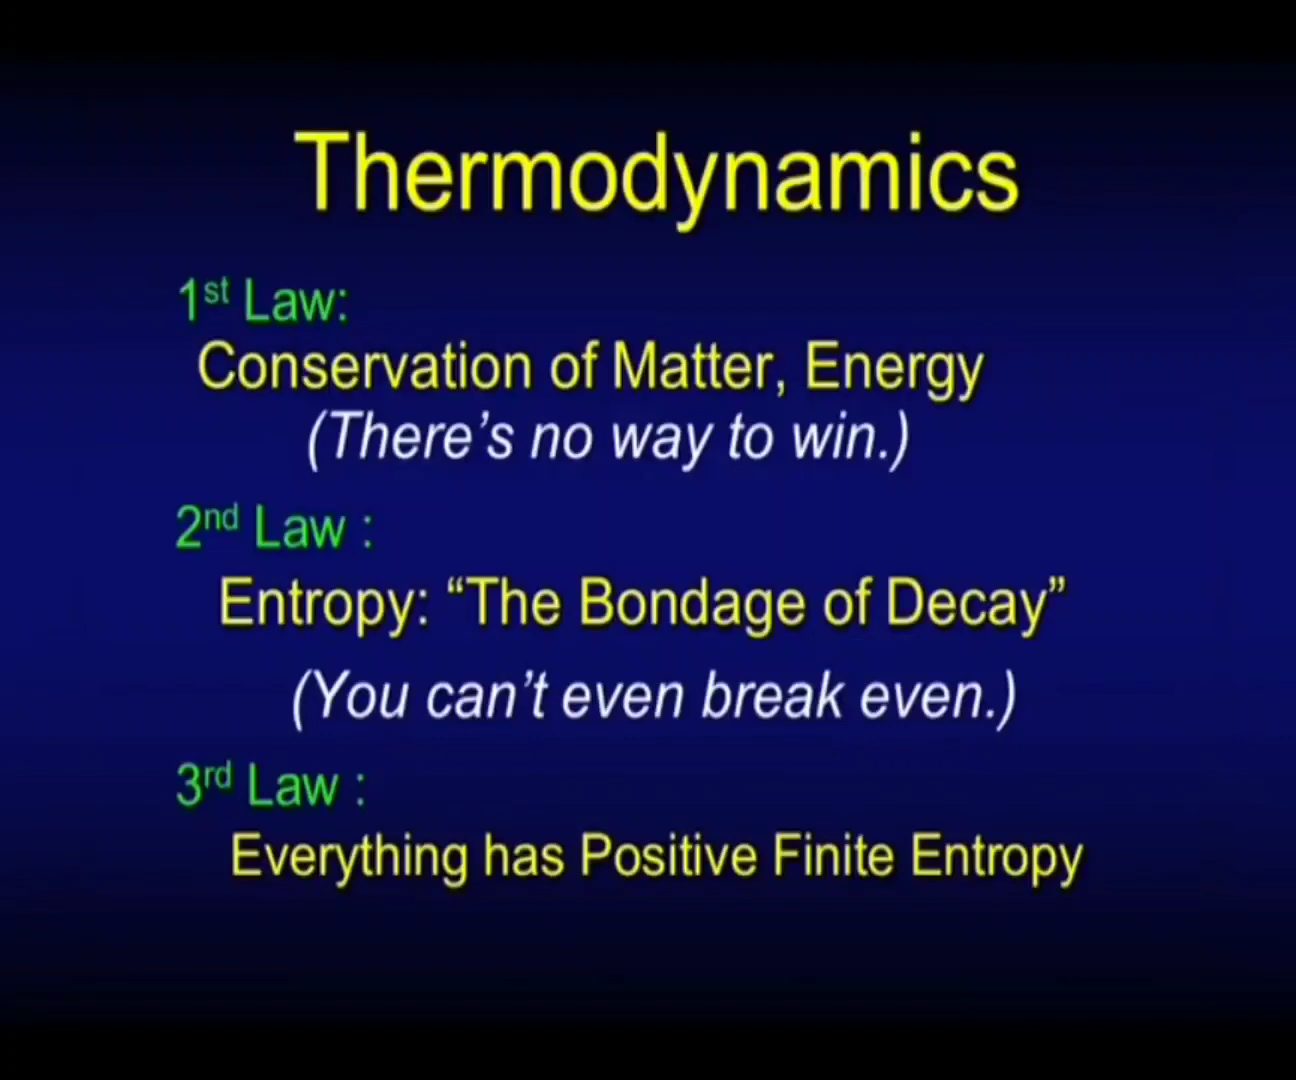 Thermodynamics
1st Law:
Conservation of Matter, Energy
(There's no way to win.)
2nd Law :
Entropy: “The Bondage of Decay”
(You can't even break even.)
3rd Law :
Everything has Positive Finite Entropy